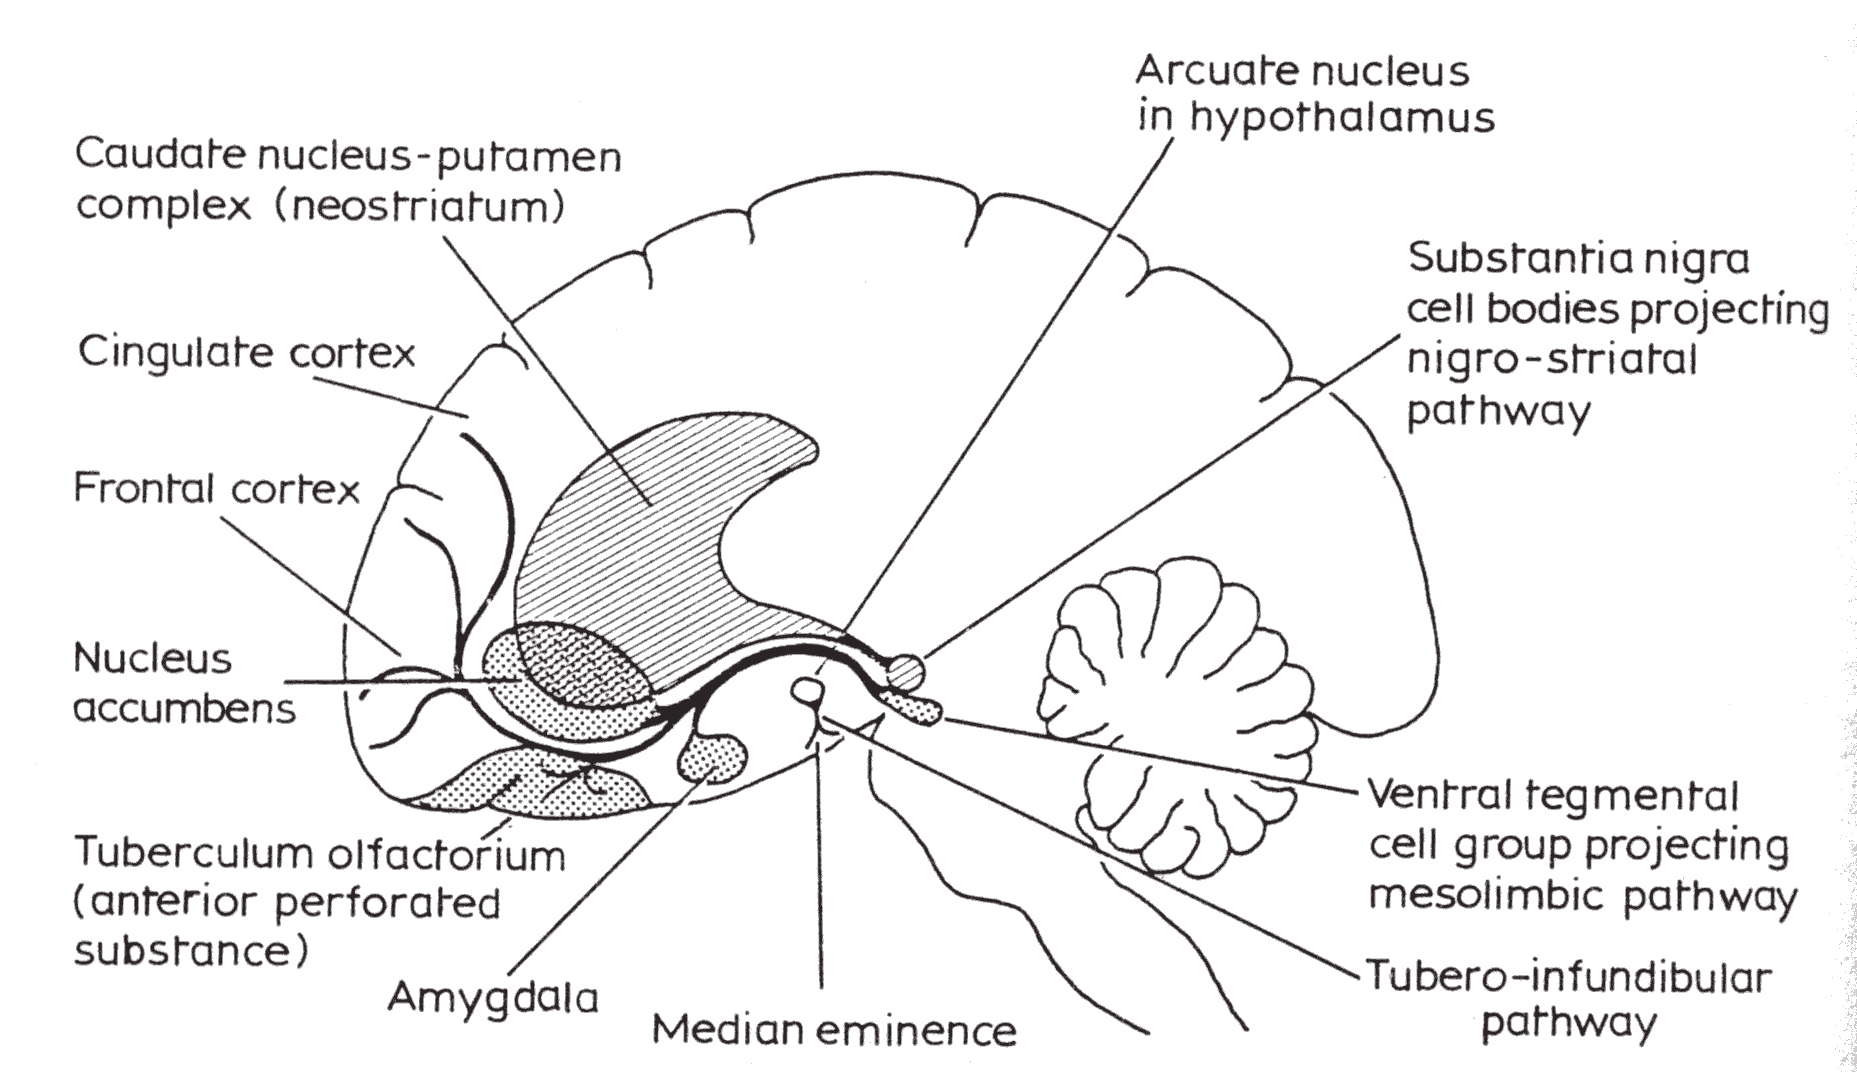 Arcuate nucleus
in hypothalamus
Caudate nucleus-putamen
complex (neostriatum)
Substantia nigra
cell bodies projecting
nigro-striatal
pathway
Cingulate cortex
Frontal cortex
Nucleus
accumbens
Ventral tegmental
cell group projecting
mesolimbic pathway
Tuberculum olfactorium
(anterior perforated
substance)
Amygdala
Median eminence
Tubero-infundibular
pathway